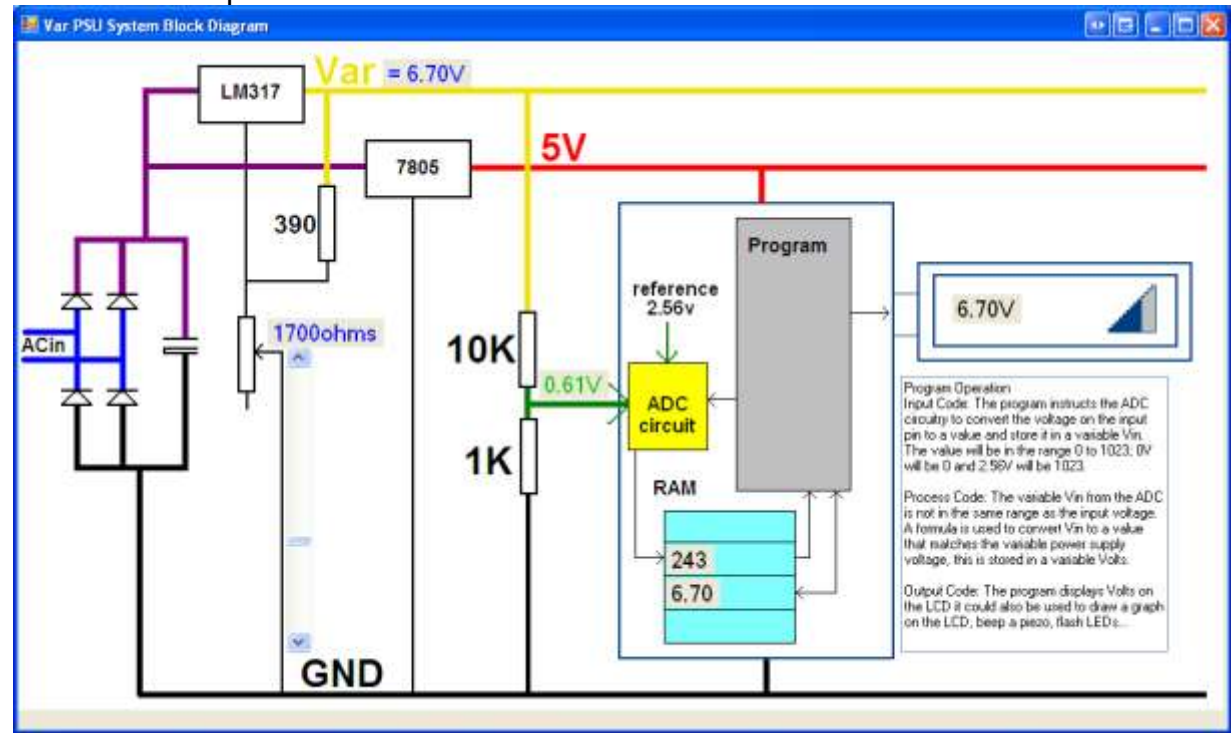 Var PSU System Block Diagram
Var = 6.70V
LM317
5V
7805
390
Program
reference
2.56v
6.70V
ACin
1700ohms
10K
0.61V
ADC
circuit
1K
RAM
243
6.70
GND
Program Operation
Input Code: The program instructs the ADC
circuitry to convert the voltage on the input
pin to a value and store it in a variable Vin.
The value will be in the range 0 to 1023; 0V
will be 0 and 2.56V will be 1023.
Process Code: The variable Vin from the ADC
is not in the same range as the input voltage.
A formula is used to convert Vin to a value
that matches the variable power supply
voltage, this is stored in a variable Volts.
Output Code: The program displays Volts on
the LCD it could also be used to draw a graph
on the LCD, beep a piezo, flash LEDs...